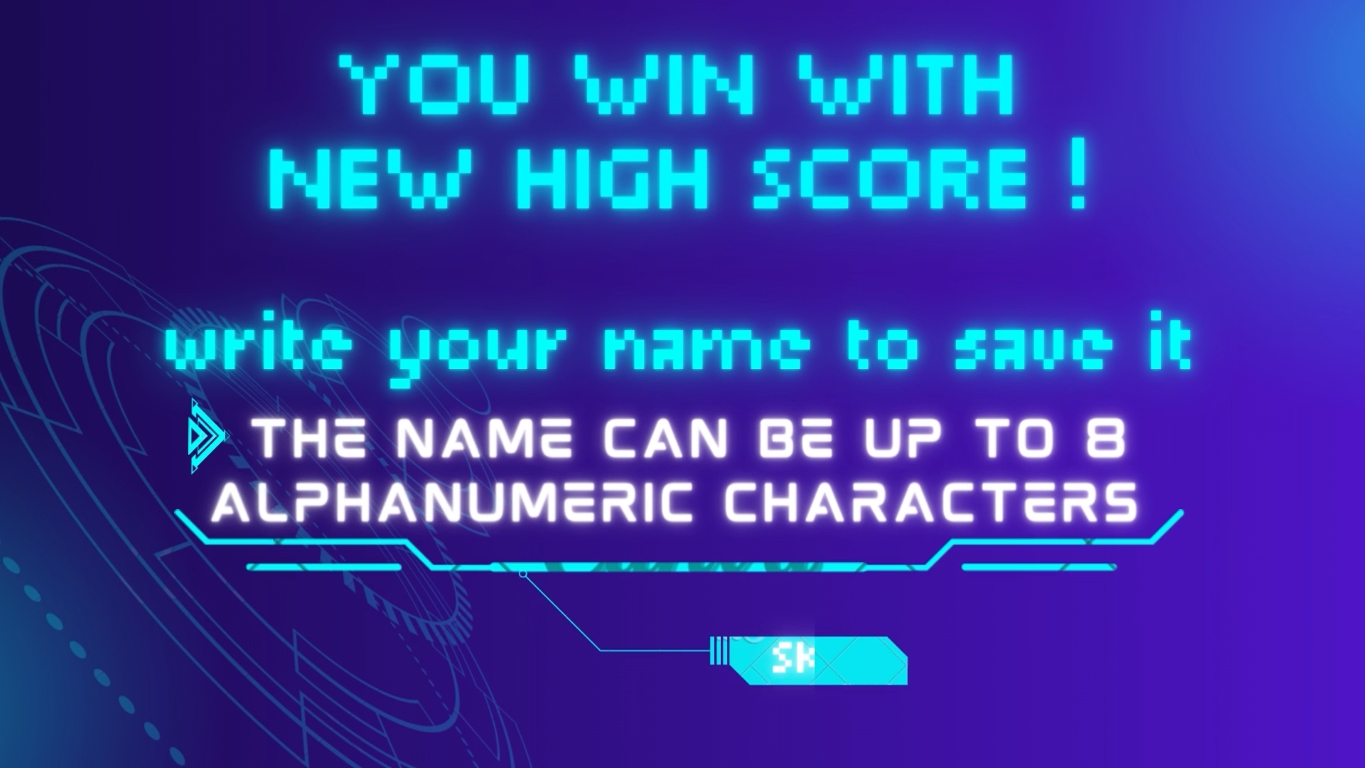 YOU WIN WITH
NEW HIGH SCORE !
write your name to save it
THE NAME CAN BE UP TO 8
ALPHANUMERIC CHARACTERS